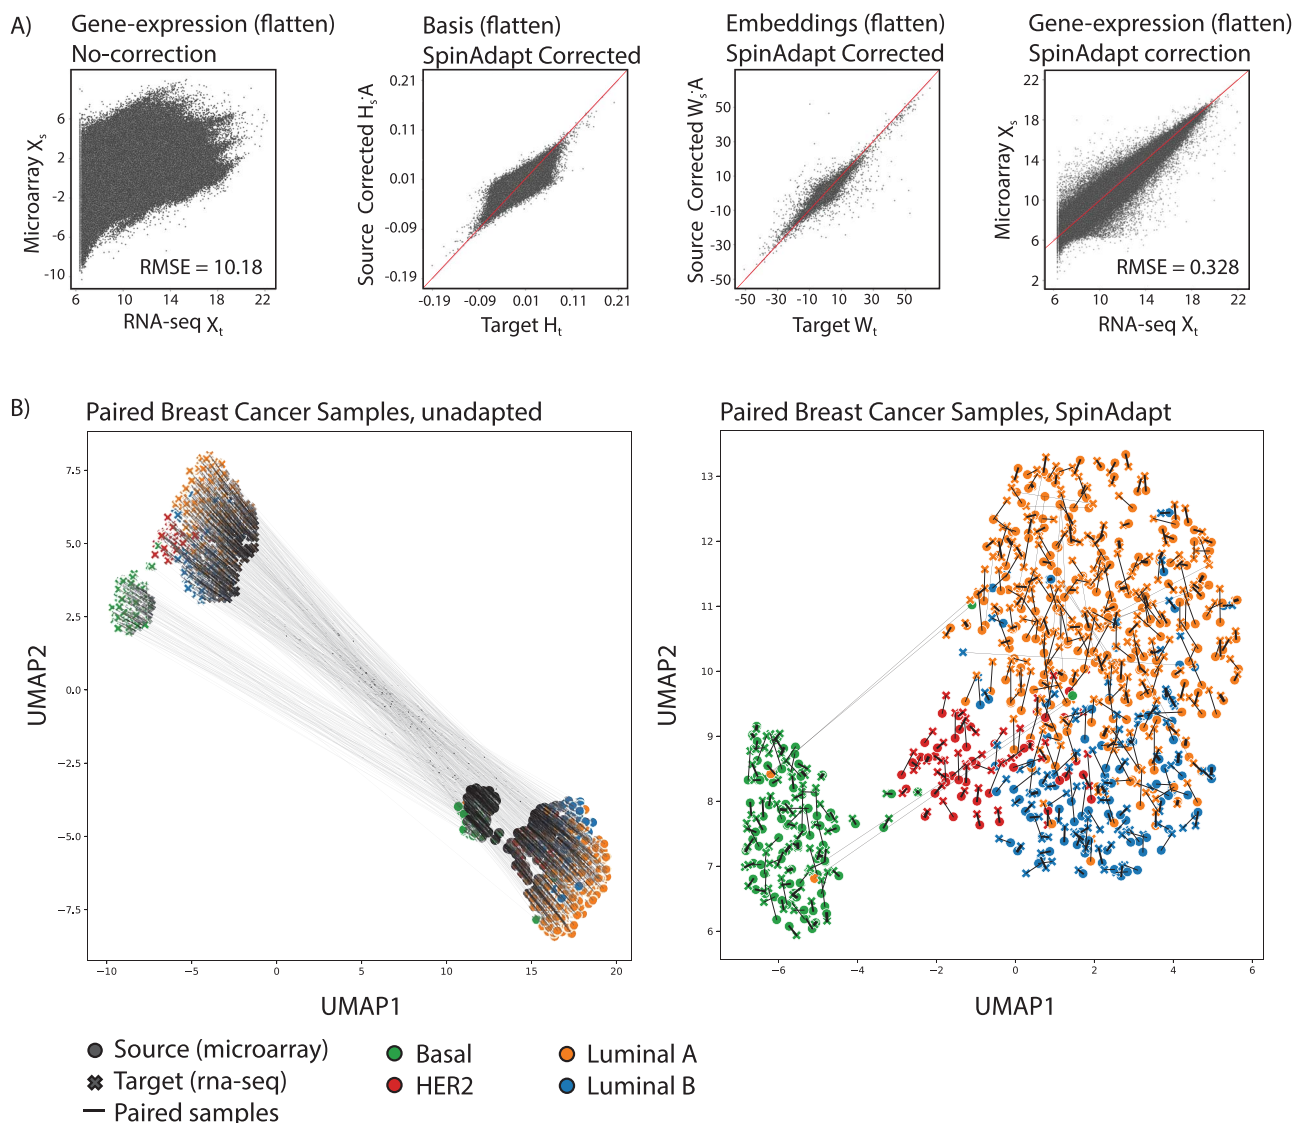 A)
Gene-expression (flatten)
No-correction
Microarray Xs
6
2
-2
-6
-10
RMSE = 10.18
6 10 14 18 22
RNA-seq Xt
Basis (flatten)
SpinAdapt Corrected
Source Corrected Hs·A
0.21
0.11
0.01
-0.09
-0.19
-0.19 -0.09 0.01 0.11 0.21
Target Ht
Embeddings (flatten)
SpinAdapt Corrected
Source Corrected Ws·A
50
30
10
-10
-30
-50
-50 -30 -10 10 30 50
Target Wt
Gene-expression (flatten)
SpinAdapt correction
Microarray Xs
22
18
14
10
6
2
RMSE = 0.328
6 10 14 18 22
RNA-seq Xt
B)
Paired Breast Cancer Samples, unadapted
UMAP2
7.5
5.0
2.5
0.0
−2.5
−5.0
−7.5
−10 −5 0 5 10 15 20
UMAP1
Paired Breast Cancer Samples, SpinAdapt
UMAP2
13
12
11
10
9
8
7
6
−6 −4 −2 0 2 4 6
UMAP1
Source (microarray)
Target (rna-seq)
Paired samples
Basal
HER2
Luminal A
Luminal B